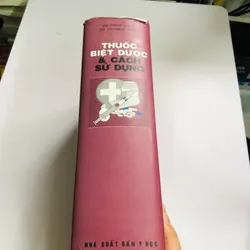 THUỐC
BIỆT DƯỢC
& CÁCH
SỬ DỤNG
NHÀ XUẤT BẢN Y HỌC